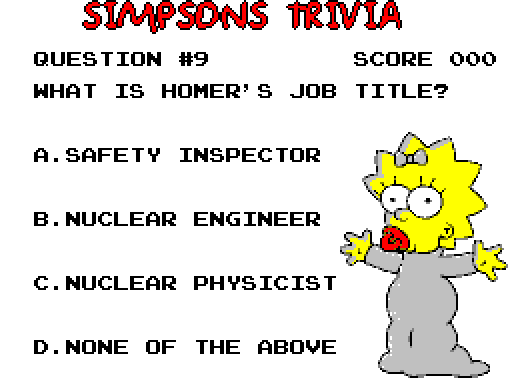 SIMPSONS TRIVIA
QUESTION #9 SCORE 000
WHAT IS HOMER'S JOB TITLE?
A.SAFETY INSPECTOR
B.NUCLEAR ENGINEER
C.NUCLEAR PHYSICIST
D.NONE OF THE ABOVE